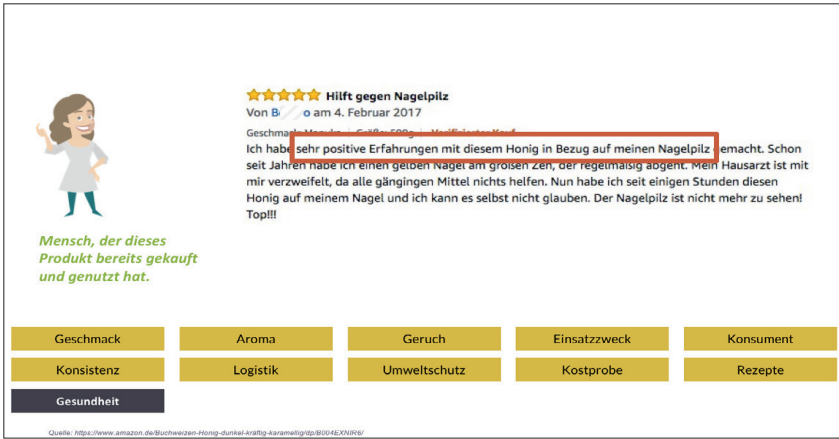 Hilft gegen Nagelpilz
Von B o am 4. Februar 2017
Geschmack: Manuka | Größe: 500g | Verifizierter Kauf
Ich habe sehr positive Erfahrungen mit diesem Honig in Bezug auf meinen Nagelpilz gemacht. Schon
seit Jahren habe ich einen gelben Nagel am großen Zeh, der regelmäßig abgeht. Mein Hausarzt ist mit
mir verzweifelt, da alle gängingen Mittel nichts helfen. Nun habe ich seit einigen Stunden diesen
Honig auf meinem Nagel und ich kann es selbst nicht glauben. Der Nagelpilz ist nicht mehr zu sehen!
Top!!!
Mensch, der dieses
Produkt bereits gekauft
und genutzt hat.
Geschmack Aroma Geruch Einsatzzweck Konsument
Konsistenz Logistik Umweltschutz Kostprobe Rezepte
Gesundheit
Quelle: https://www.amazon.de/Buchweizen-Honig-dunkel-kräftig-karamellig/dp/B004EXNIR6/